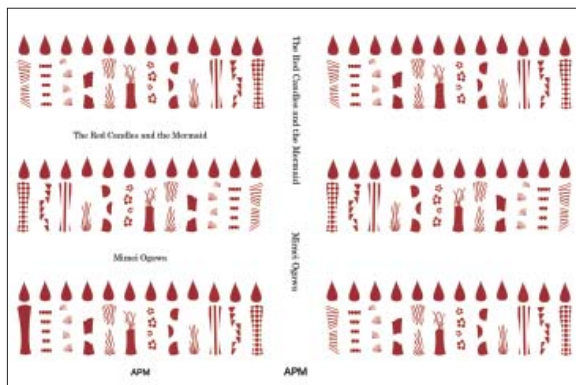 The Red Candles and the Mermaid
Mimei Ogawa
APM
The Red Candles and the Mermaid
Mimei Ogawa
APM